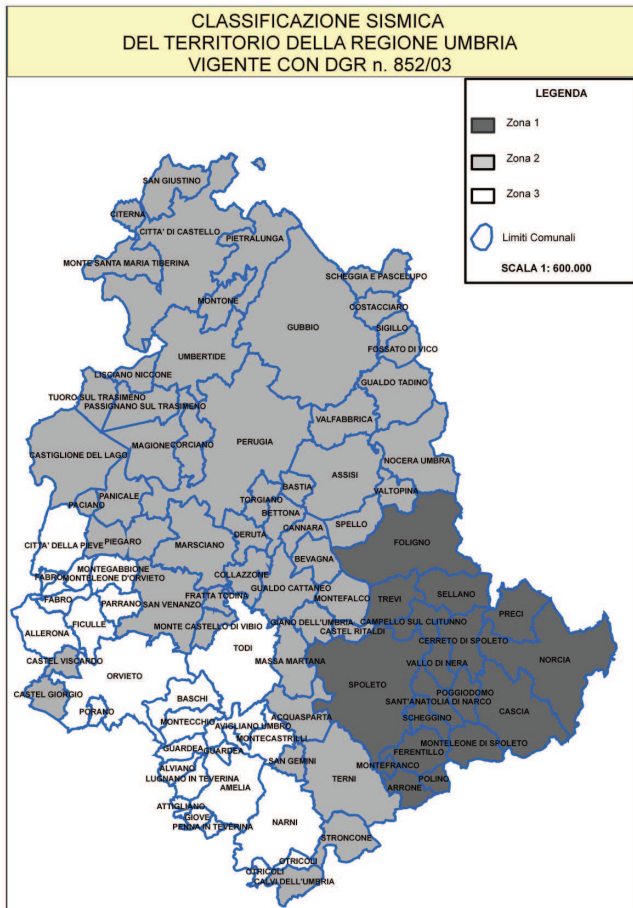 CLASSIFICAZIONE SISMICA
DEL TERRITORIO DELLA REGIONE UMBRIA
VIGENTE CON DGR n. 852/03
LEGENDA
Zona 1
Zona 2
Zona 3
Limiti Comunali
SCALA 1: 600.000
SAN GIUSTINO
CITERNA
CITTA' DI CASTELLO
PIETRALUNGA
MONTE SANTA MARIA TIBERINA
SCHEGGIA E PASCELUPO
MONTONE
COSTACCIARO
GUBBIO
SIGILLO
FOSSATO DI VICO
UMBERTIDE
LISCIANO NICCONE
GUALDO TADINO
TUORO SUL TRASIMENO
PASSIGNANO SUL TRASIMENO
VALFABBRICA
MAGIONE
CORCIANO
PERUGIA
CASTIGLIONE DEL LAGO
ASSISI
NOCERA UMBRA
BASTIA
VALTOPINA
PANICALE
PACIANO
TORGIANO
BETTONA
SPELLO
CANNARA
DERUTA
CITTA' DELLA PIEVE
PIEGARO
MARSCIANO
FOLIGNO
BEVAGNA
MONTEGABBIONE
COLLAZZONE
FABRO
MONTELEONE D'ORVIETO
GUALDO CATTANEO
FRATTA TODINA
MONTEFALCO
TREVI
SELLANO
FABRO
PARRANO
SAN VENANZO
PRECI
FICULLE
ALLERONA
MONTE CASTELLO DI VIBIO
GIANO DELL'UMBRIA
CAMPELLO SUL CLITUNNO
CASTEL RITALDI
CERRETO DI SPOLETO
TODI
CASTEL VISCARDO
MASSA MARTANA
VALLO DI NERA
NORCIA
ORVIETO
SPOLETO
POGGIODOMO
CASTEL GIORGIO
BASCHI
SANT'ANATOLIA DI NARCO
CASCIA
PORANO
MONTECCHIO
AVIGLIANO UMBRO
ACQUASPARTA
SCHEGGINO
MONTECASTRILLI
GUARDEA
GUARDEA
MONTELEONE DI SPOLETO
FERENTILLO
SAN GEMINI
ALVIANO
MONTEFRANCO
LUGNANO IN TEVERINA
TERNI
POLINO
AMELIA
ARRONE
ATTIGLIANO
GIOVE
PENNA IN TEVERINA
NARNI
STRONCONE
OTRICOLI
OTRICOLI
CALVI DELL'UMBRIA